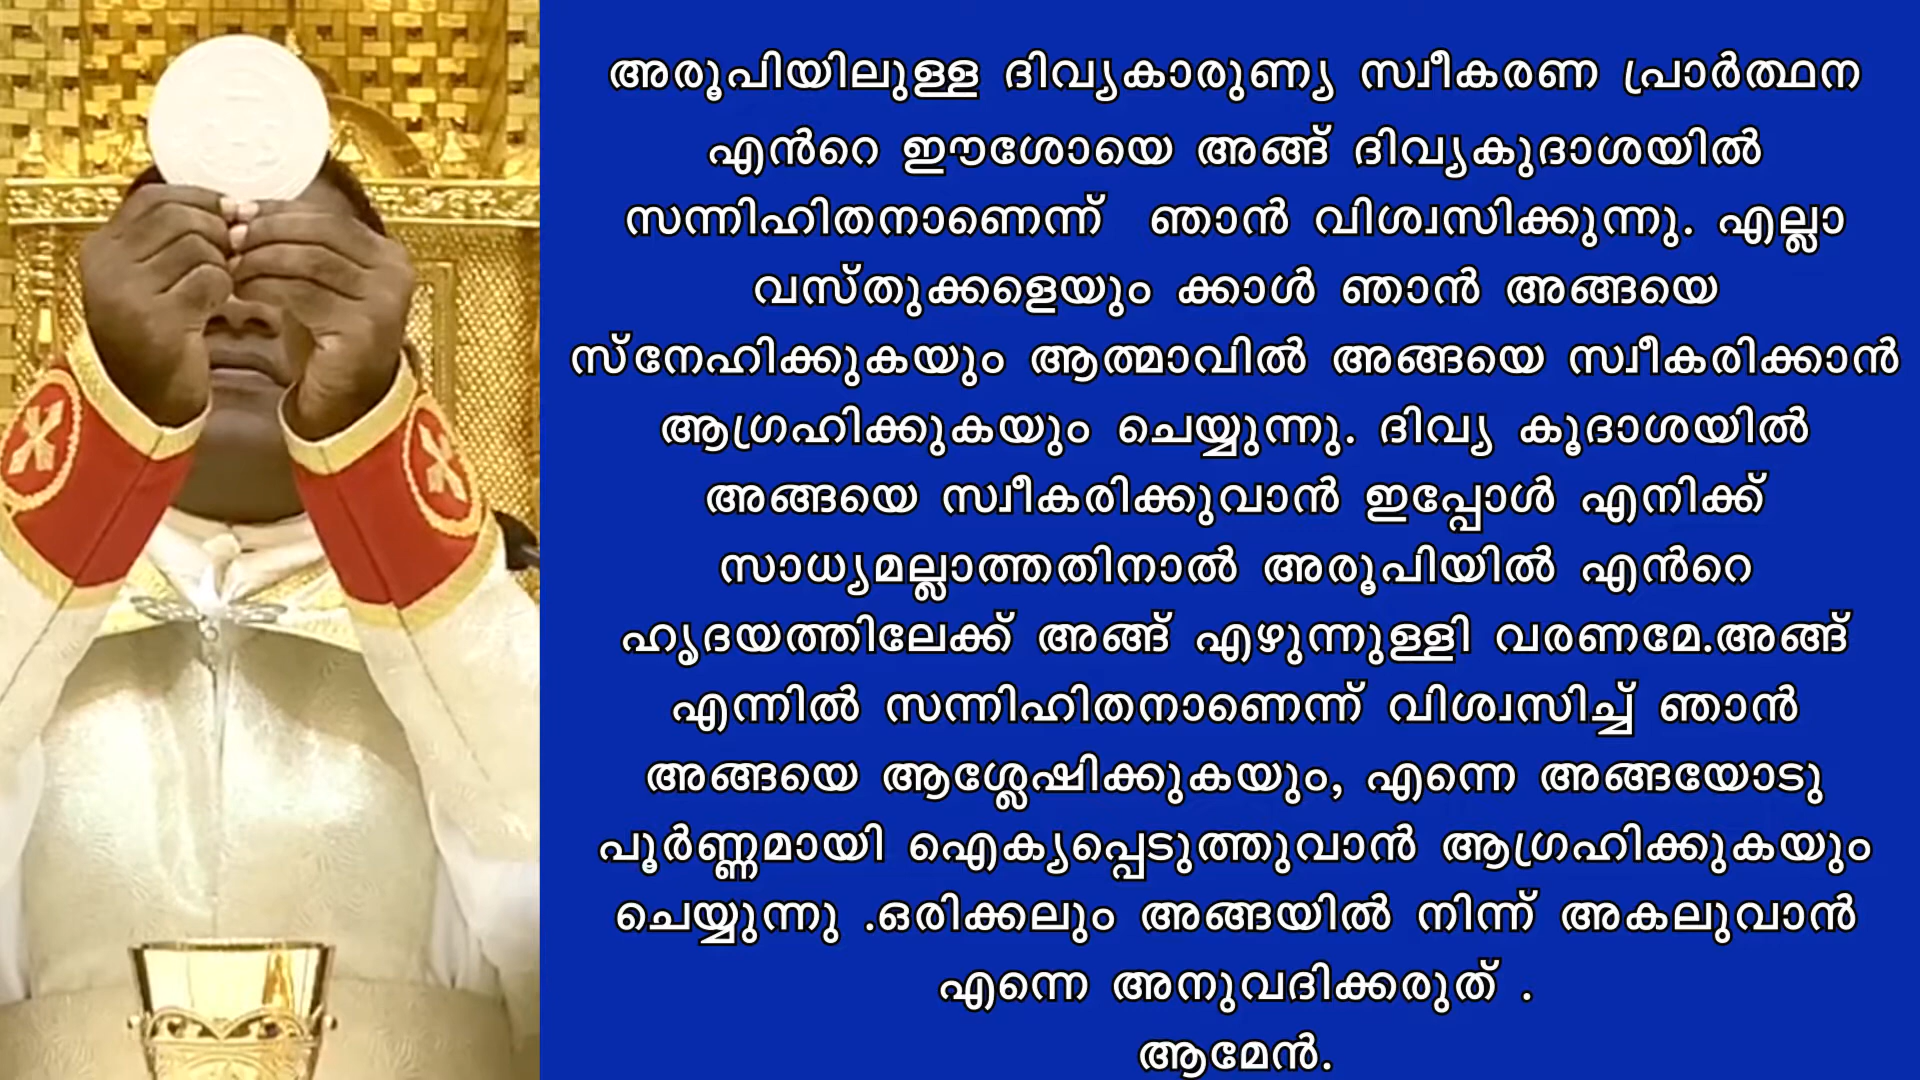 അരൂപിയിലുള്ള ദിവ്യകാരുണ്യ സ്വീകരണ പ്രാർത്ഥന
എൻറെ ഈശോയെ അങ്ങ് ദിവ്യകുദാശയിൽ
സന്നിഹിതനാണെന്ന് ഞാൻ വിശ്വസിക്കുന്നു. എല്ലാ
വസ്തുക്കളെയും ക്കാൾ ഞാൻ അങ്ങയെ
സ്നേഹിക്കുകയും ആത്മാവിൽ അങ്ങയെ സ്വീകരിക്കാൻ
ആഗ്രഹിക്കുകയും ചെയ്യുന്നു. ദിവ്യ കൂദാശയിൽ
അങ്ങയെ സ്വീകരിക്കുവാൻ ഇപ്പോൾ എനിക്ക്
സാധ്യമല്ലാത്തതിനാൽ അരൂപിയിൽ എൻറെ
ഹൃദയത്തിലേക്ക് അങ്ങ് എഴുന്നുള്ളി വരണമേ.അങ്ങ്
എന്നിൽ സന്നിഹിതനാണെന്ന് വിശ്വസിച്ച് ഞാൻ
അങ്ങയെ ആശ്ലേഷിക്കുകയും, എന്നെ അങ്ങയോടു
പൂർണ്ണമായി ഐക്യപ്പെടുത്തുവാൻ ആഗ്രഹിക്കുകയും
ചെയ്യുന്നു .ഒരിക്കലും അങ്ങയിൽ നിന്ന് അകലുവാൻ
എന്നെ അനുവദിക്കരുത് .
ആമേൻ.